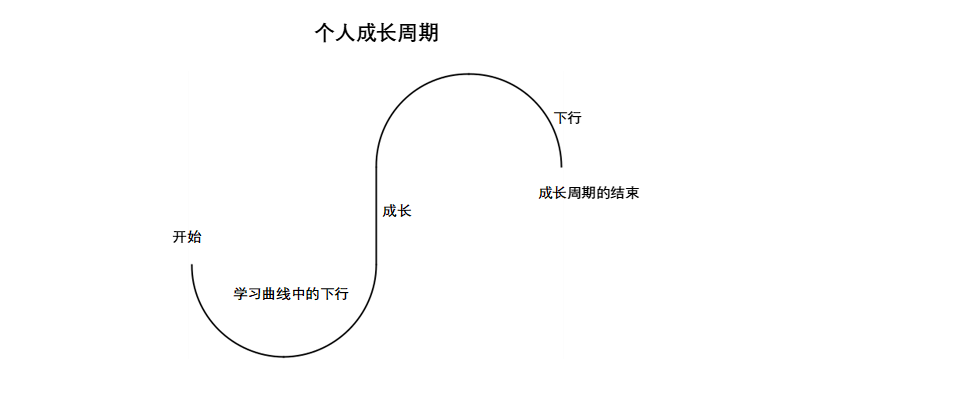 个人成长周期
下行
成长周期的结束
成长
开始
学习曲线中的下行